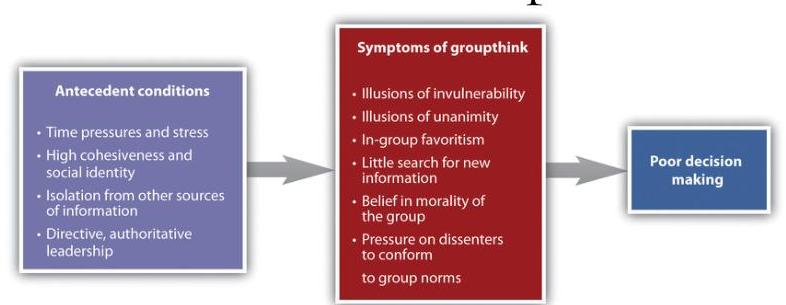 Antecedent conditions
• Time pressures and stress
• High cohesiveness and
social identity
• Isolation from other sources
of information
• Directive, authoritative
leadership
Symptoms of groupthink
• Illusions of invulnerability
• Illusions of unanimity
• In-group favoritism
• Little search for new
information
• Belief in morality of
the group
• Pressure on dissenters
to conform
to group norms
Poor decision
making